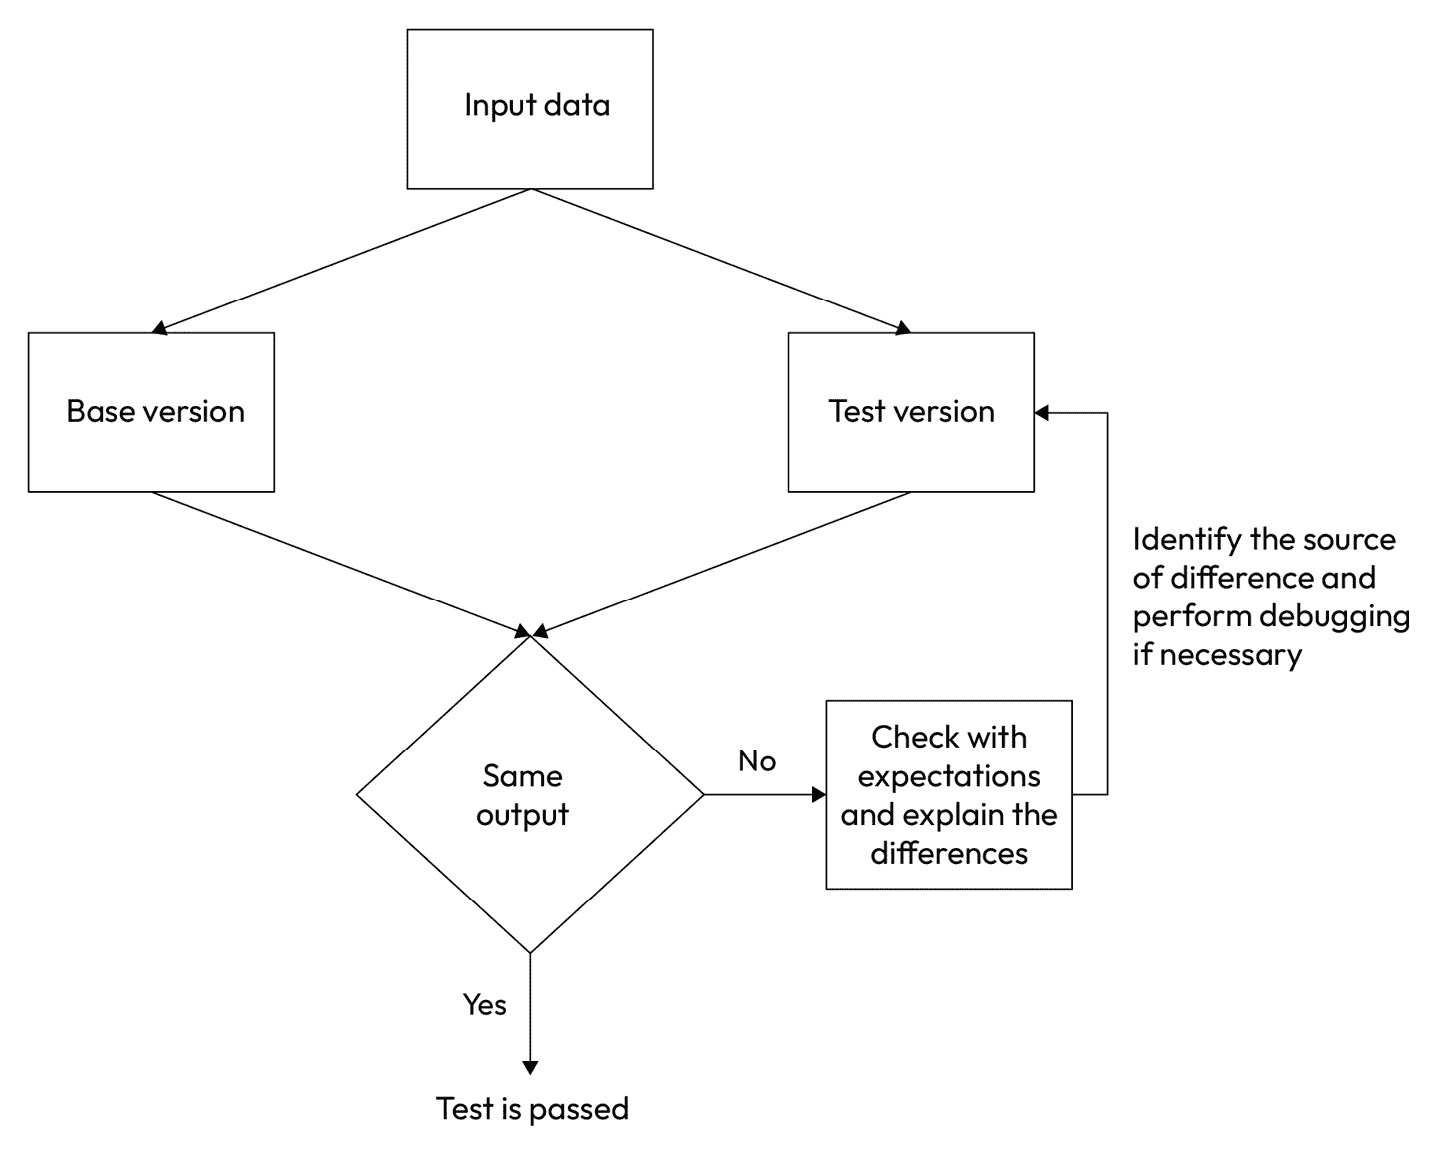 Input data
Base version
Test version
Identify the source
of difference and
perform debugging
if necessary
Same
output
No
Check with
expectations
and explain the
differences
Yes
Test is passed